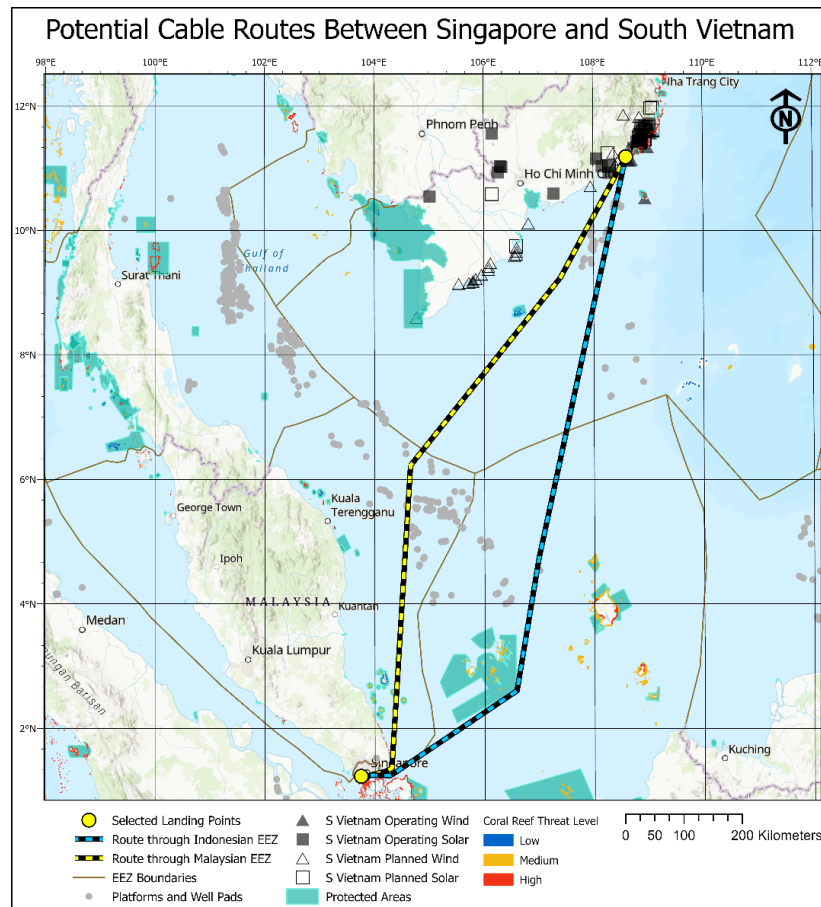 Potential Cable Routes Between Singapore and South Vietnam
98°E 100°E 102°E 104°E 106°E 108°E 110°E 112°E
Nha Trang City
12°N
N
Phnom Penh
Ho Chi Minh City
10°N
Gulf of
Thailand
Surat Thani
8°N
6°N
Kuala
Terengganu
George Town
Ipoh
4°N
MALAYSIA
Kuantan
Medan
Kuala Lumpur
Barisan
2°N
Kuching
Singapore
Selected Landing Points
Route through Indonesian EEZ
Route through Malaysian EEZ
EEZ Boundaries
Platforms and Well Pads
S Vietnam Operating Wind
S Vietnam Operating Solar
S Vietnam Planned Wind
S Vietnam Planned Solar
Protected Areas
Coral Reef Threat Level
Low
Medium
High
0 50 100 200 Kilometers